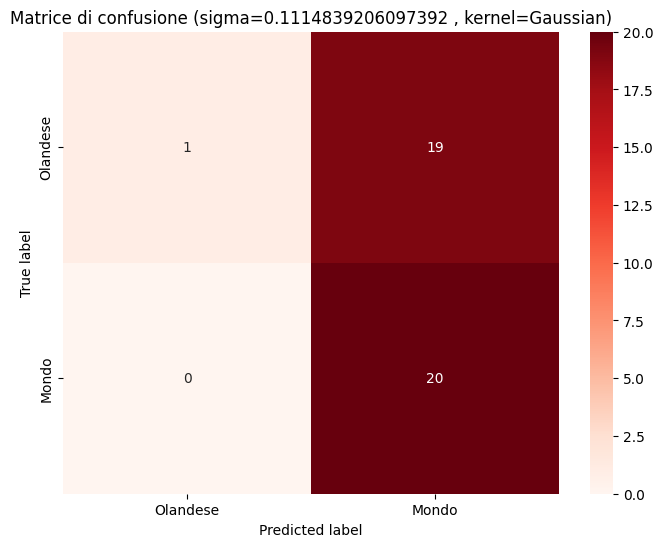 Matrice di confusione (sigma=0.1114839206097392 , kernel=Gaussian)
20.0
17.5
15.0
12.5
10.0
7.5
5.0
2.5
0.0
True label
Olandese
1
19
Mondo
0
20
Olandese
Mondo
Predicted label